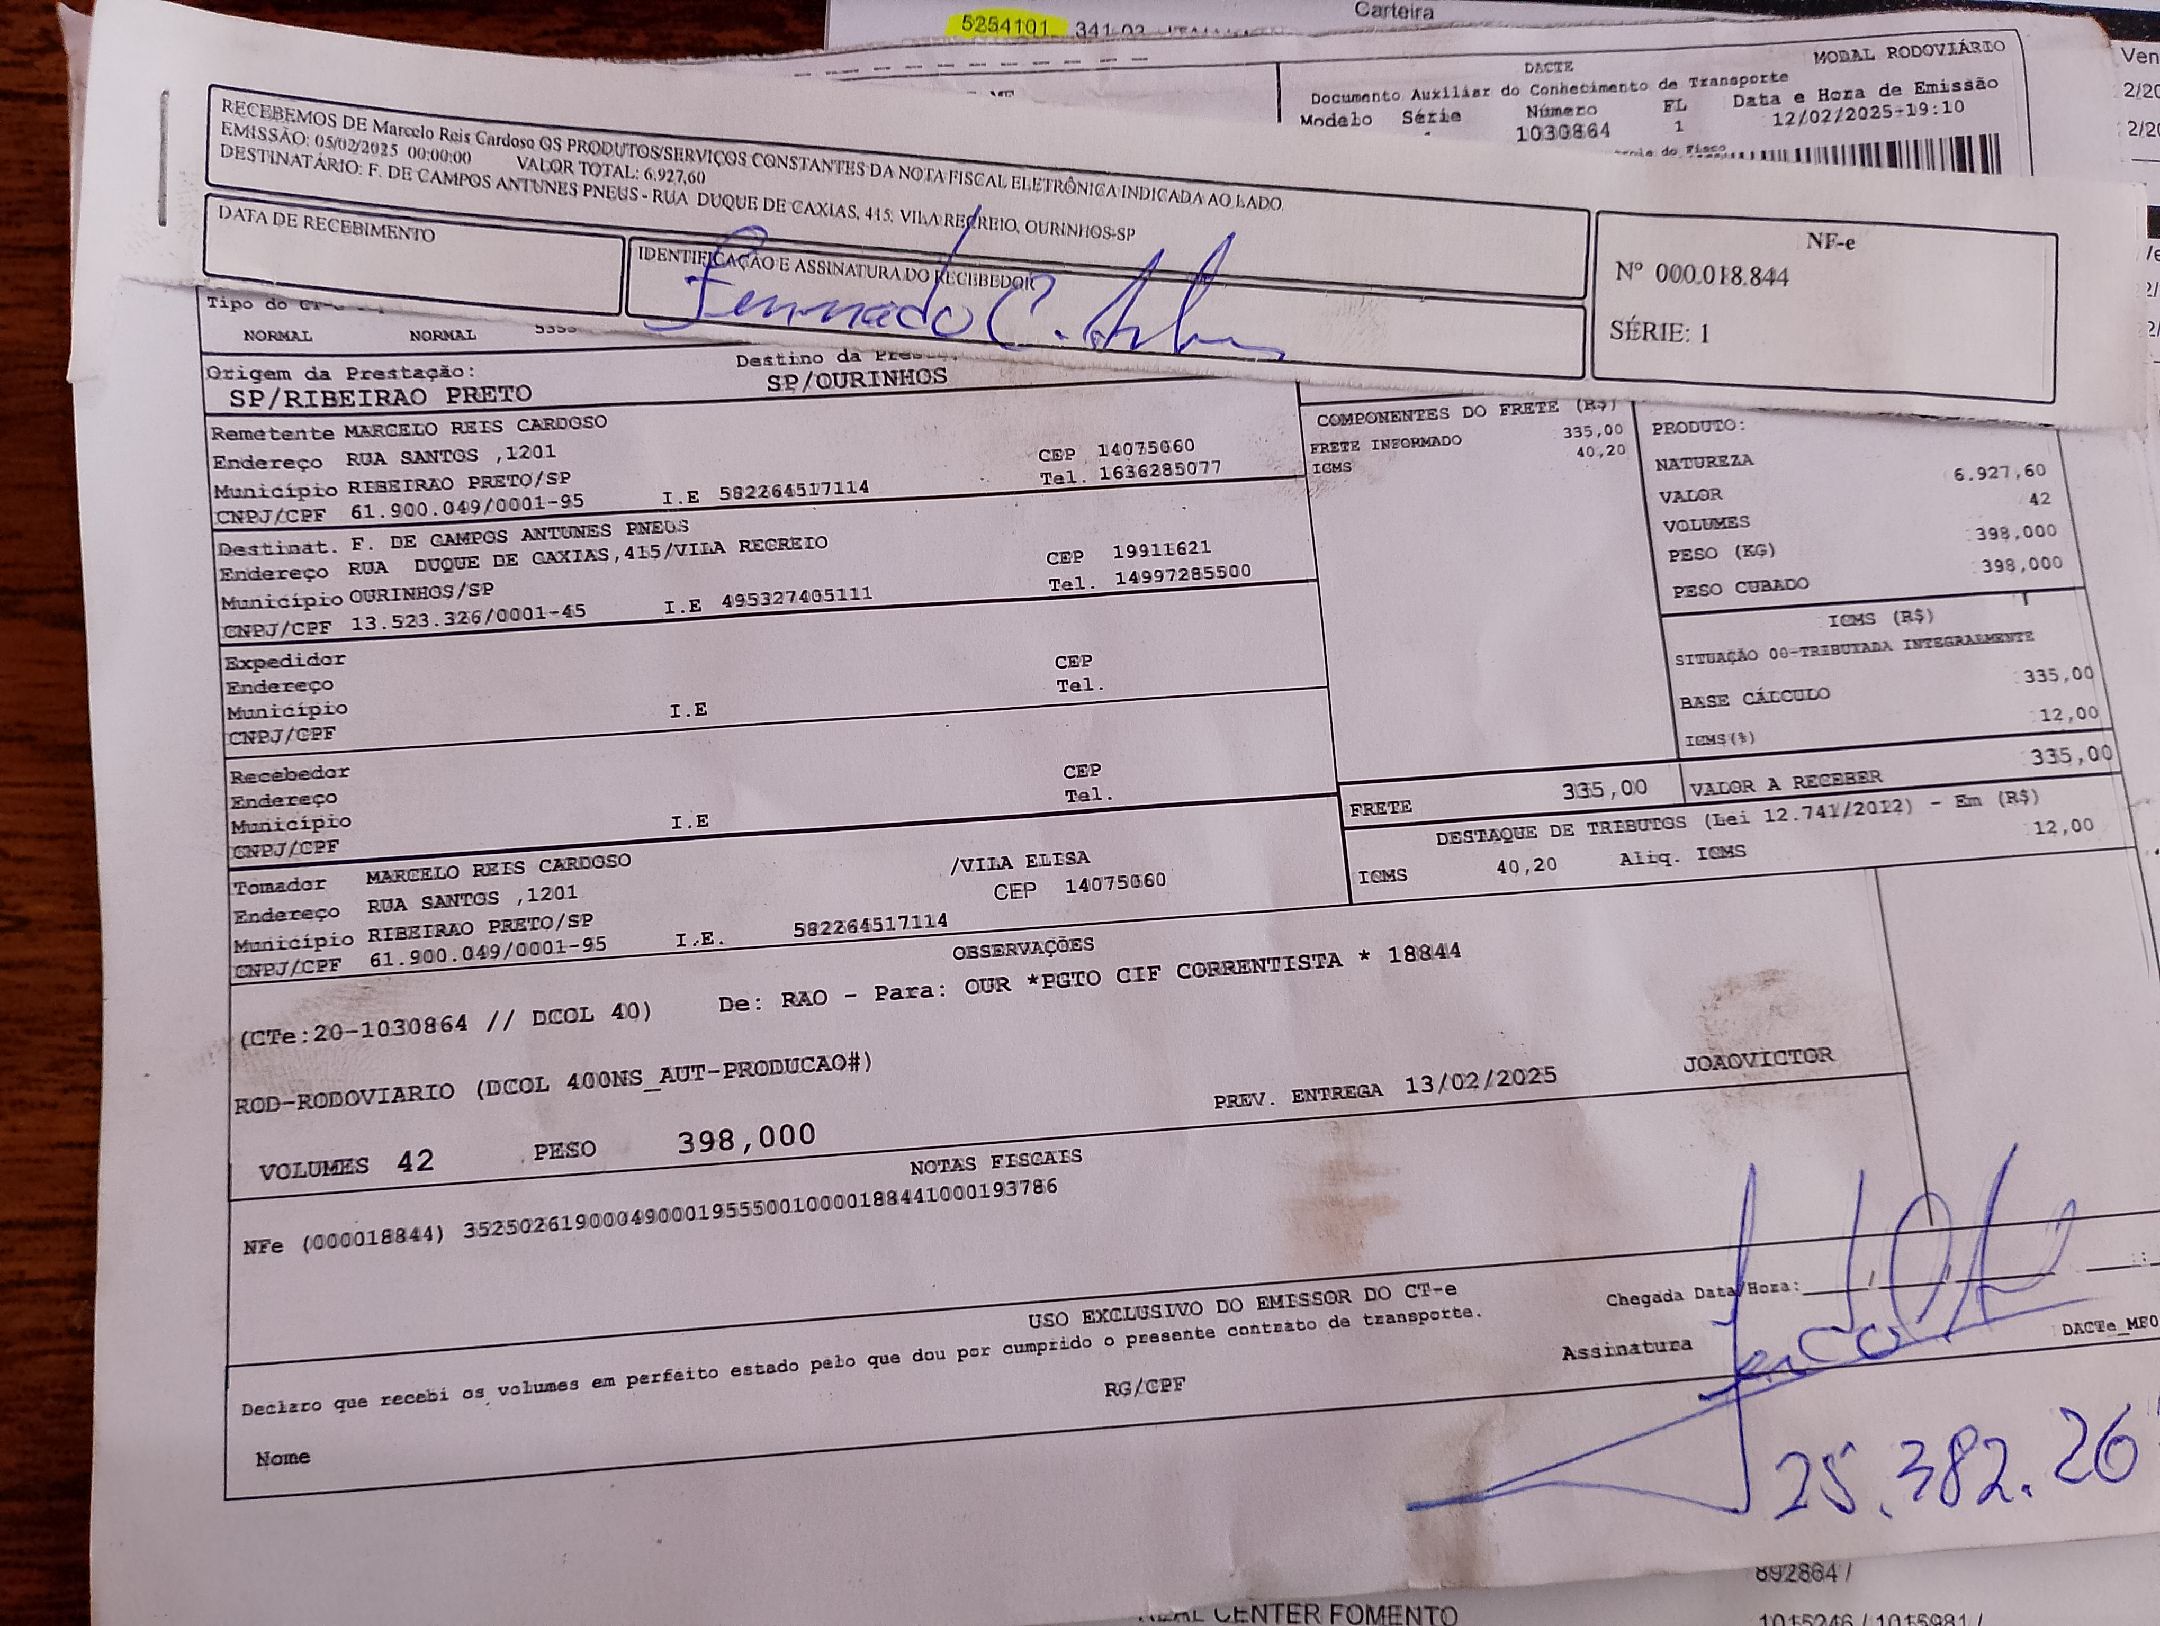 Carteira
5254101 341-02
MODAL RODOVIÁRIO
DACTE
Documento Auxiliar do Conhecimento de Transporte
Modelo Série Número FL Data e Hora de Emissão
1030864 1 12/02/2025-19:10
RECEBEMOS DE Marcelo Reis Cardoso OS PRODUTOS/SERVIÇOS CONSTANTES DA NOTA FISCAL ELETRÔNICA INDICADA AO LADO.
EMISSÃO: 05/02/2025 00:00:00 VALOR TOTAL: 6.927,60
DESTINATÁRIO: F. DE CAMPOS ANTUNES PNEUS - RUA DUQUE DE CAXIAS, 415, VILA RECREIO, OURINHOS-SP
DATA DE RECEBIMENTO
IDENTIFICAÇÃO E ASSINATURA DO RECEBEDOR
NF-e
Nº 000.018.844
SÉRIE: 1
Tipo do
NORMAL NORMAL
Origem da Prestação:
SP/RIBEIRAO PRETO
Destino da
SP/OURINHOS
Remetente MARCELO REIS CARDOSO
Endereço RUA SANTOS ,1201 CEP 14075060
Município RIBEIRAO PRETO/SP Tel. 1636285077
CNPJ/CPF 61.900.049/0001-95 I.E 582264517114
Destinat. F. DE CAMPOS ANTUNES PNEUS
Endereço RUA DUQUE DE CAXIAS,415/VILA RECREIO CEP 19911621
Município OURINHOS/SP Tel. 14997285500
CNPJ/CPF 13.523.326/0001-45 I.E 495327405111
Expedidor CEP
Endereço Tel.
Município I.E
CNPJ/CPF
Recebedor CEP
Endereço Tel.
Município I.E
CNPJ/CPF
Tomador MARCELO REIS CARDOSO /VILA ELISA
Endereço RUA SANTOS ,1201 CEP 14075060
Município RIBEIRAO PRETO/SP
CNPJ/CPF 61.900.049/0001-95 I.E. 582264517114
COMPONENTES DO FRETE (R$)
FRETE INFORMADO 335,00
ICMS 40,20
PRODUTO:
NATUREZA
VALOR 6.927,60
VOLUMES 42
PESO (KG) 398,000
PESO CUBADO 398,000
ICMS (R$)
SITUAÇÃO 00-TRIBUTADA INTEGRALMENTE
BASE CÁLCULO 335,00
ICMS(%) 12,00
FRETE 335,00 VALOR A RECEBER 335,00
DESTAQUE DE TRIBUTOS (Lei 12.741/2012) - Em (R$)
ICMS 40,20 Aliq. ICMS 12,00
OBSERVAÇÕES
(CTe:20-1030864 // DCOL 40) De: RAO - Para: OUR *PGTO CIF CORRENTISTA * 18844
ROD-RODOVIARIO (DCOL 400NS_AUT-PRODUCAO#)
PREV. ENTREGA 13/02/2025 JOAOVICTOR
VOLUMES 42 PESO 398,000
NOTAS FISCAIS
NFe (000018844) 35250261900049000195550010000188441000193786
USO EXCLUSIVO DO EMISSOR DO CT-e
Declaro que recebi os volumes em perfeito estado pelo que dou por cumprido o presente contrato de transporte.
Chegada Data/Hora:
Nome RG/CPF Assinatura
25.382.26
892884 /
CENTER FOMENTO
1015246 / 1015981 /